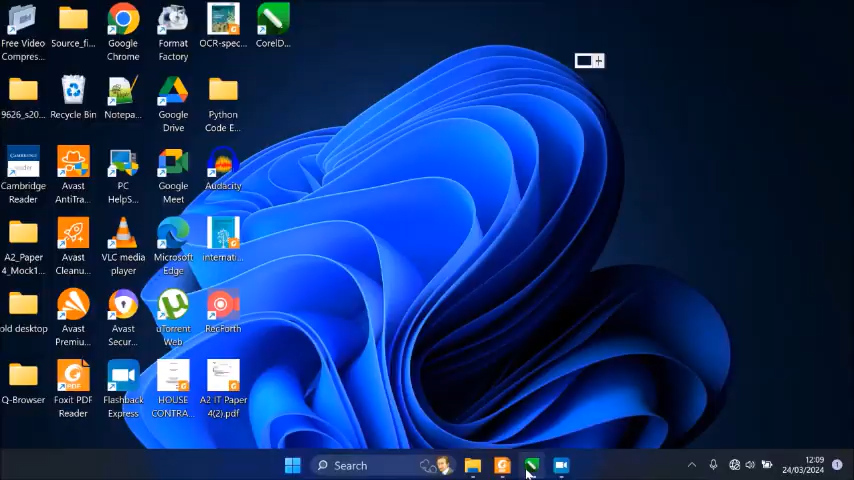 Free Video
Compres...
Source_fi...
Google
Chrome
Format
Factory
OCR-spec...
CorelD...
9626_s20...
Recycle Bin
Notepa...
Google
Drive
Python
Code E...
Cambridge
Reader
Avast
AntiTra...
PC
HelpS...
Google
Meet
Audacity
A2_Paper
4_Mock1...
Avast
Cleanu...
VLC media
player
Microsoft
Edge
internati...
old desktop
Avast
Premiu...
Avast
Secur...
uTorrent
Web
RecForth
Q-Browser
Foxit PDF
Reader
Flashback
Express
HOUSE
CONTRA...
A2 IT Paper
4(2).pdf
Search
12:09
24/03/2024